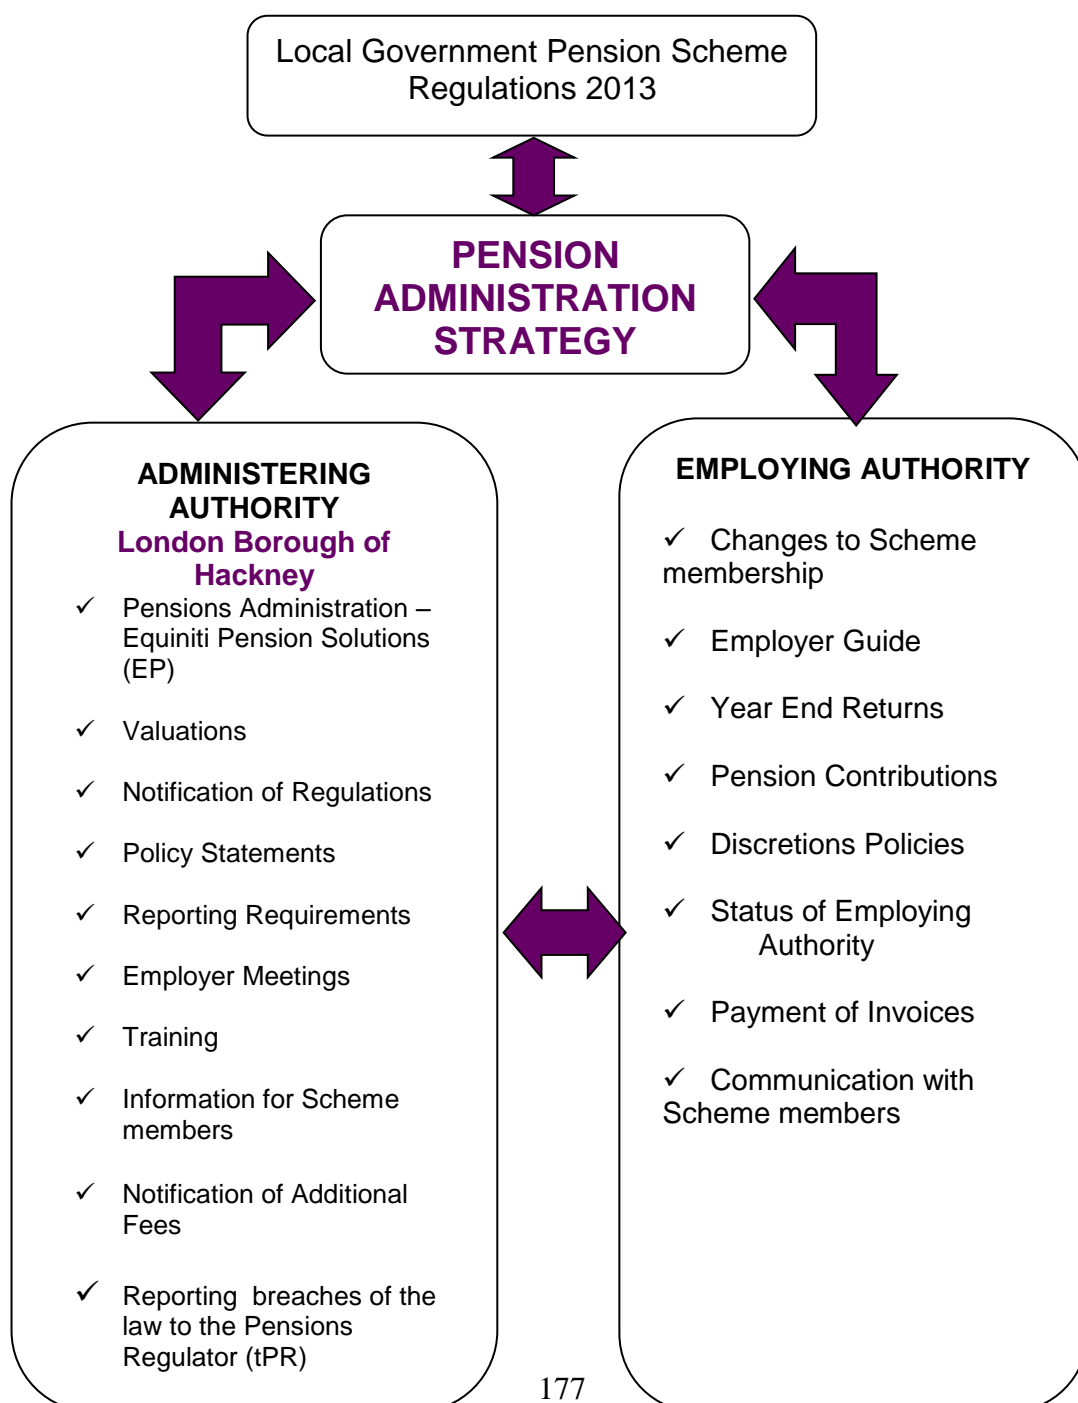 Local Government Pension Scheme
Regulations 2013
PENSION
ADMINISTRATION
STRATEGY
ADMINISTERING
AUTHORITY
London Borough of
Hackney
✓ Pensions Administration –
Equiniti Pension Solutions
(EP)
✓ Valuations
✓ Notification of Regulations
✓ Policy Statements
✓ Reporting Requirements
✓ Employer Meetings
✓ Training
✓ Information for Scheme
members
✓ Notification of Additional
Fees
✓ Reporting  breaches of the
law to the Pensions
Regulator (tPR)
EMPLOYING AUTHORITY
✓ Changes to Scheme
membership
✓ Employer Guide
✓ Year End Returns
✓ Pension Contributions
✓ Discretions Policies
✓ Status of Employing
Authority
✓ Payment of Invoices
✓ Communication with
Scheme members
177